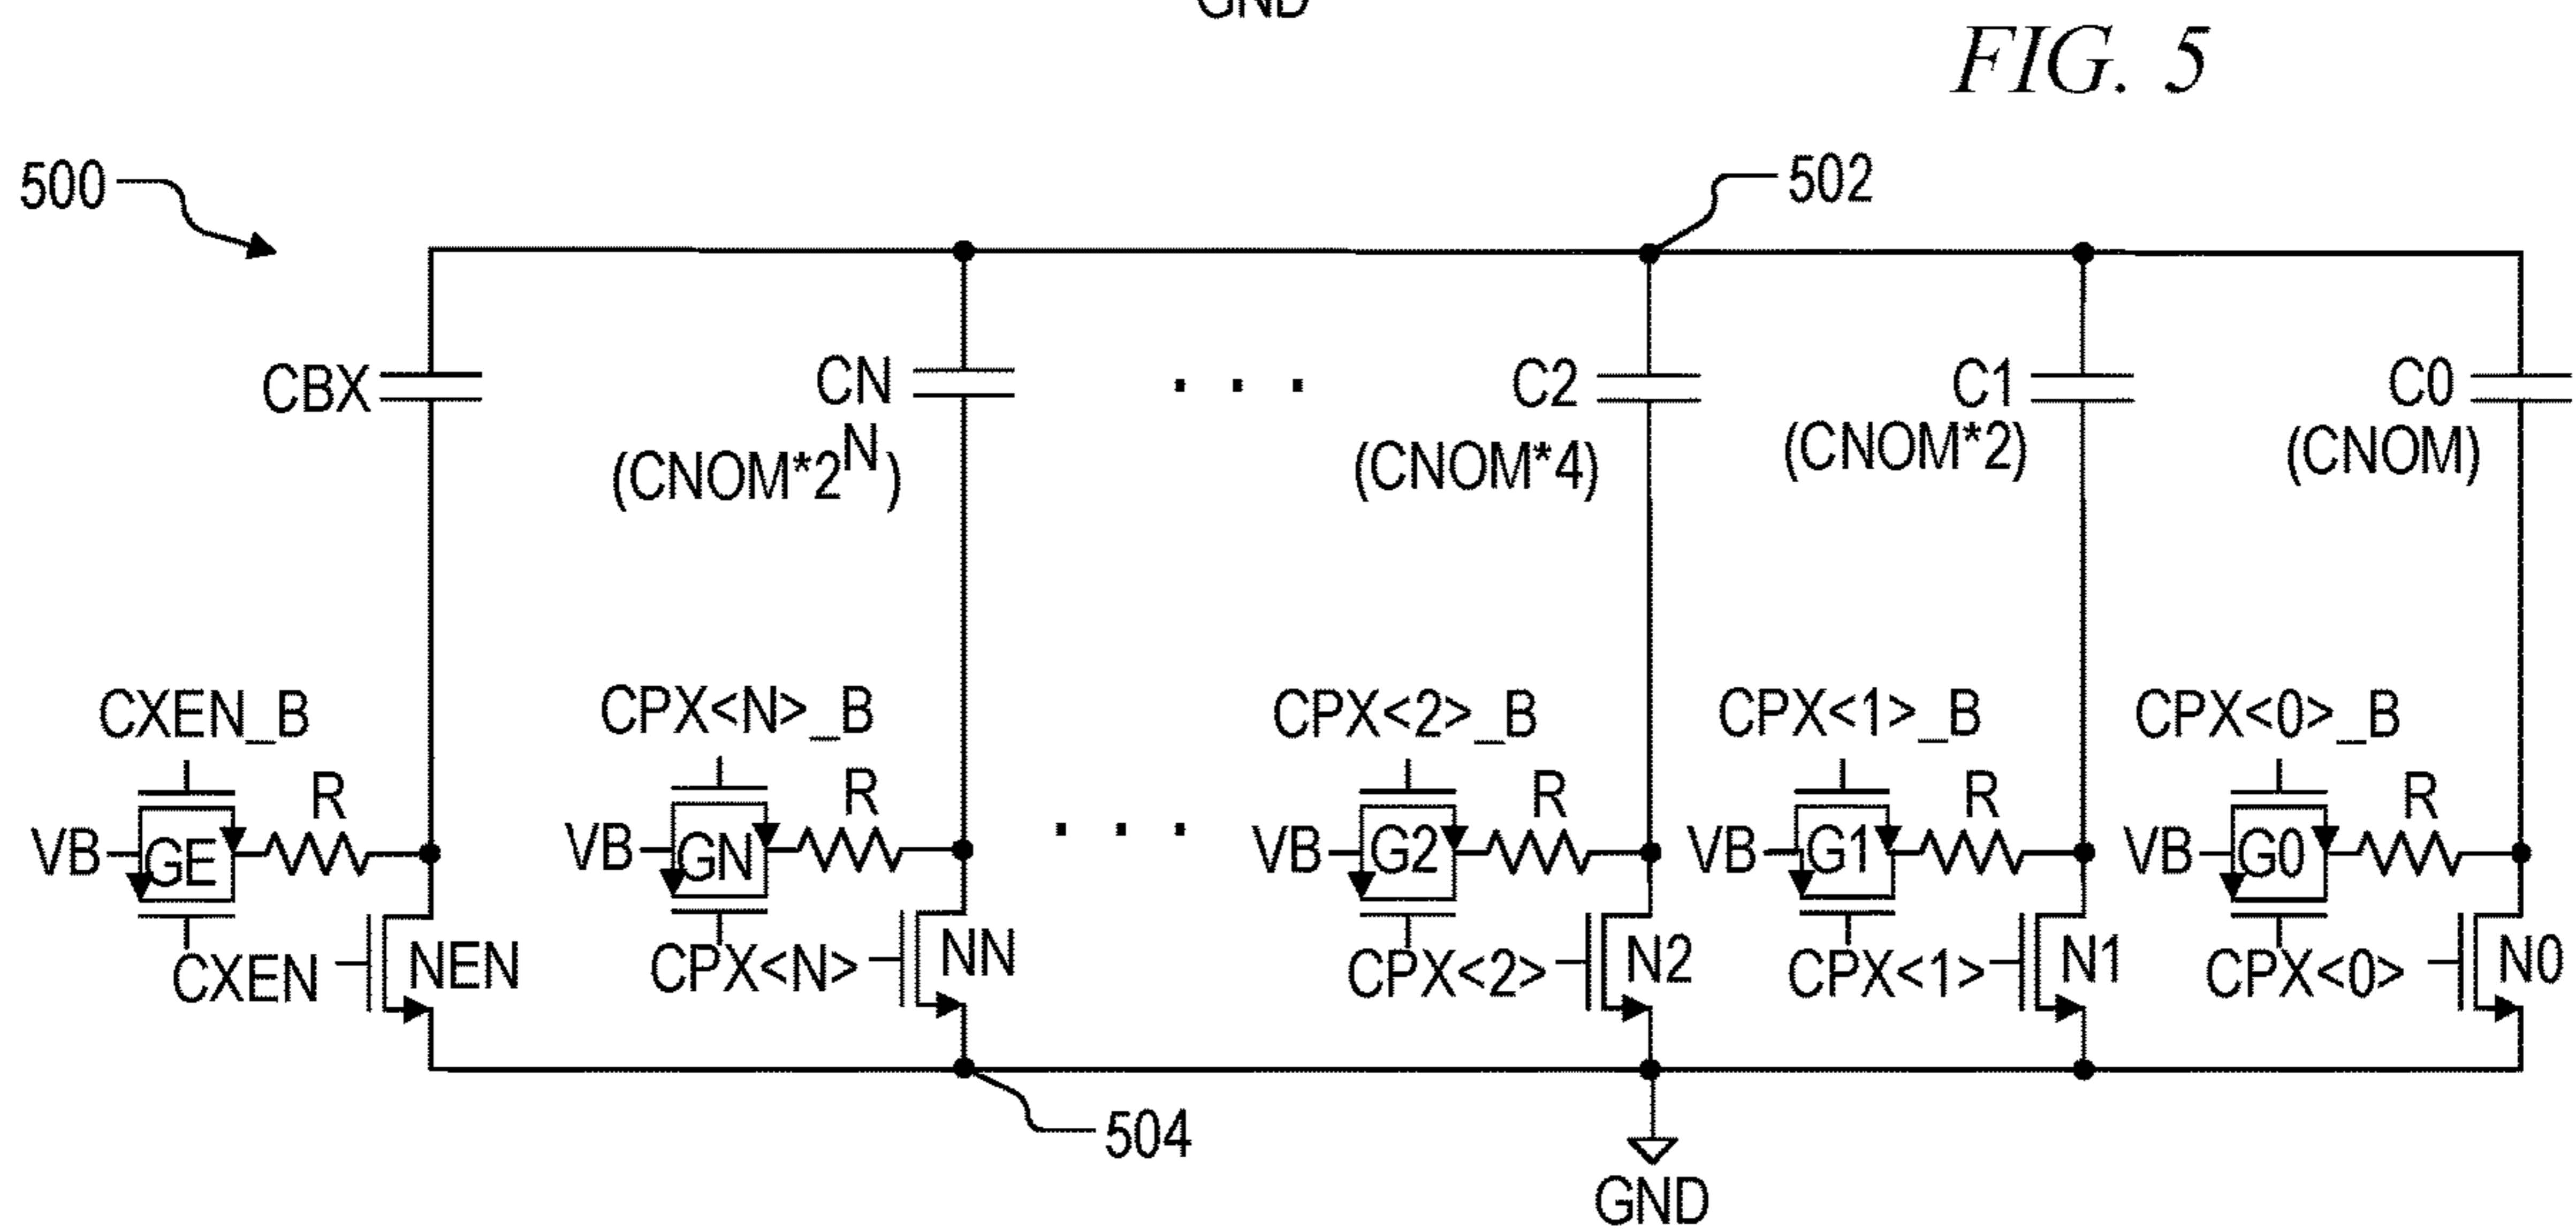 GND
FIG. 5
500
502
CBX
CN
(CNOM*2^N)
. . .
C2
(CNOM*4)
C1
(CNOM*2)
C0
(CNOM)
CXEN_B
CPX<N>_B
CPX<2>_B
CPX<1>_B
CPX<0>_B
VB GE R
VB GN R
. . .
VB G2 R
VB G1 R
VB G0 R
CXEN NEN
CPX<N> NN
CPX<2> N2
CPX<1> N1
CPX<0> N0
504
GND